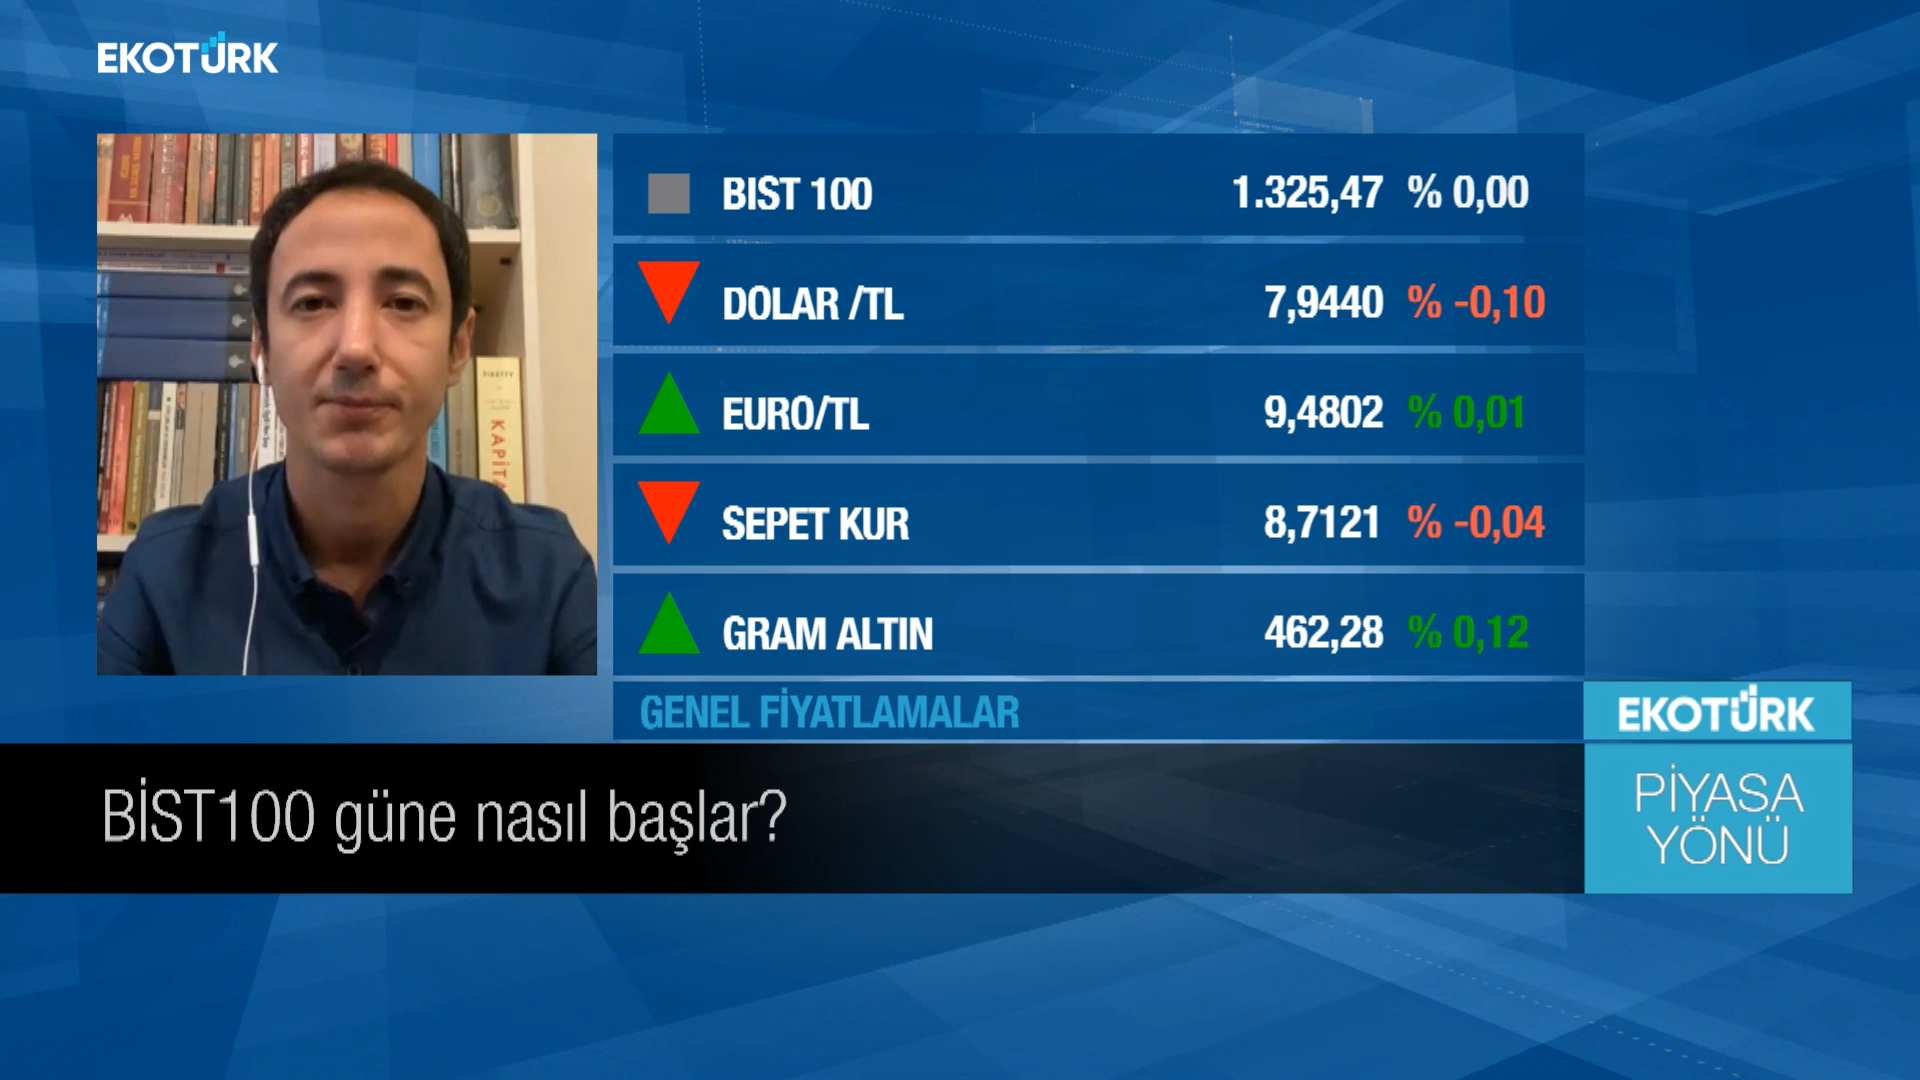 EKOTÜRK
BIST 100 1.325,47 % 0,00
DOLAR /TL 7,9440 % -0,10
EURO/TL 9,4802 % 0,01
SEPET KUR 8,7121 % -0,04
GRAM ALTIN 462,28 % 0,12
KAPİTA
GENEL FİYATLAMALAR
EKOTÜRK
BİST100 güne nasıl başlar?
PİYASA
YÖNÜ